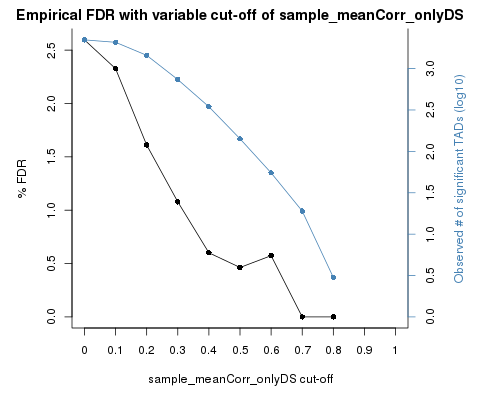 Empirical FDR with variable cut-off of sample_meanCorr_onlyDS
% FDR
2.5
2.0
1.5
1.0
0.5
0.0
3.0
2.5
2.0
1.5
1.0
0.5
0.0
Observed # of significant TADs (log10)
0 0.1 0.2 0.3 0.4 0.5 0.6 0.7 0.8 0.9 1
sample_meanCorr_onlyDS cut-off